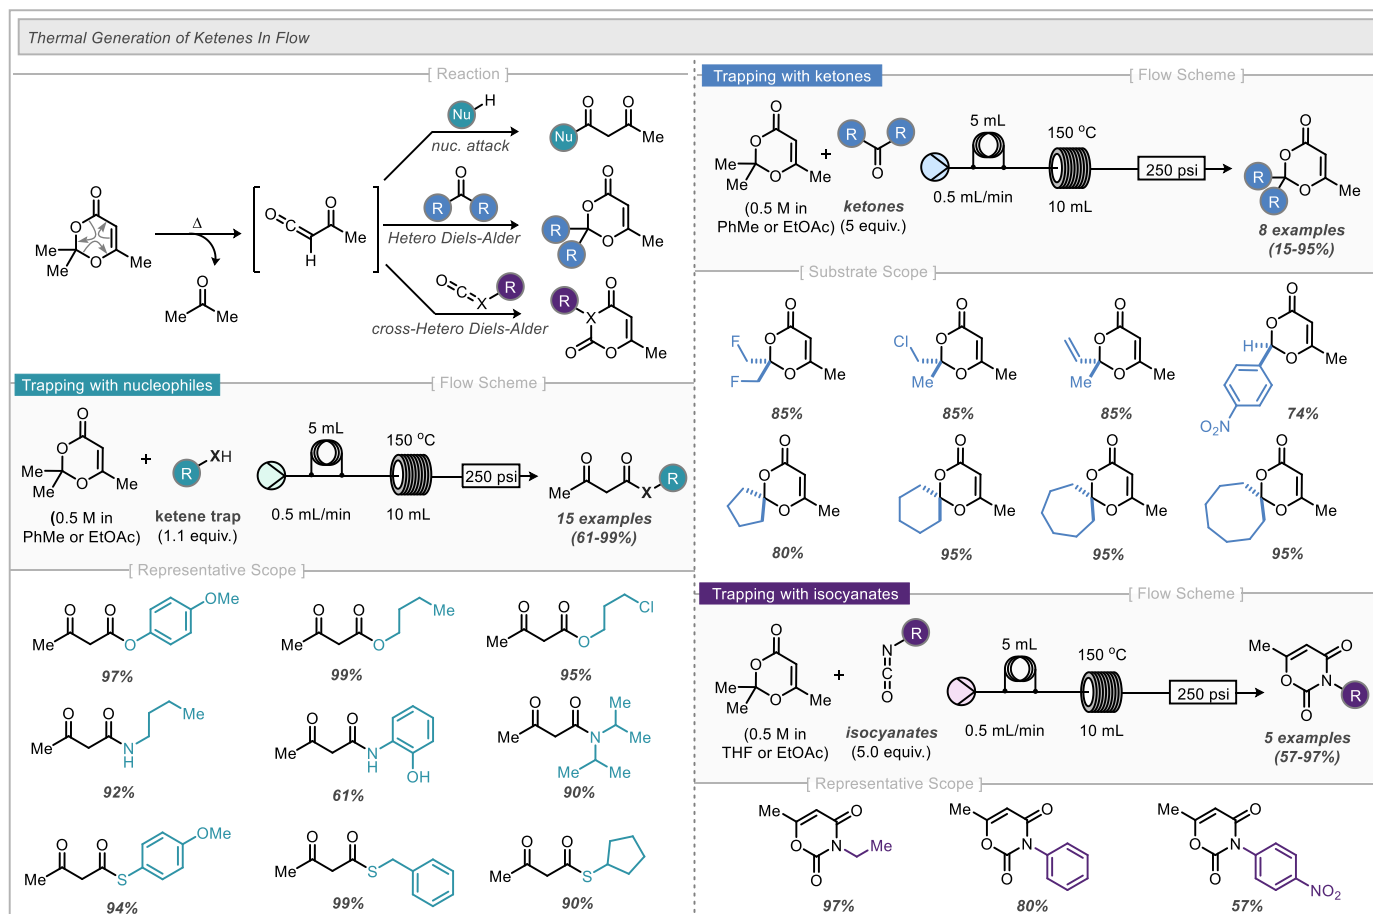 Thermal Generation of Ketenes In Flow
[ Reaction ]
Nu
H
nuc. attack
O
O
Nu
Me
O
O
Me
Me
O
Me
Δ
O
Me
Me
O
C
O
Me
H
O
R
R
Hetero Diels-Alder
O
O
R
R
O
Me
O
C
X
R
cross-Hetero Diels-Alder
R
O
X
O
O
Me
Trapping with nucleophiles
[ Flow Scheme ]
O
O
Me
Me
O
Me
+
XH
R
(0.5 M in
PhMe or EtOAc)
ketene trap
(1.1 equiv.)
5 mL
0.5 mL/min
150 °C
10 mL
250 psi
O
O
Me
X
R
15 examples
(61-99%)
[ Representative Scope ]
O
O
Me
O
OMe
97%
O
O
Me
O
Me
99%
O
O
Me
O
Cl
95%
O
O
Me
N
H
Me
92%
O
O
Me
N
H
OH
61%
O
O
Me
N
Me
Me
Me
Me
90%
O
O
Me
S
OMe
94%
O
O
Me
S
99%
O
O
Me
S
90%
Trapping with ketones
[ Flow Scheme ]
O
O
Me
Me
O
Me
+
R
R
O
(0.5 M in
PhMe or EtOAc)
ketones
(5 equiv.)
5 mL
0.5 mL/min
150 °C
10 mL
250 psi
O
O
R
R
O
Me
8 examples
(15-95%)
[ Substrate Scope ]
O
O
F
F
O
Me
85%
O
O
Cl
Me
O
Me
85%
O
O
Me
O
Me
85%
O
O
H
O
Me
O2N
74%
O
O
O
Me
80%
O
O
O
Me
95%
O
O
O
Me
95%
O
O
O
Me
95%
Trapping with isocyanates
[ Flow Scheme ]
O
O
Me
Me
O
Me
+
R
N
C
O
(0.5 M in
THF or EtOAc)
isocyanates
(5.0 equiv.)
5 mL
0.5 mL/min
150 °C
10 mL
250 psi
Me
O
O
N
R
O
5 examples
(57-97%)
[ Representative Scope ]
Me
O
O
N
Me
O
97%
Me
O
O
N
O
80%
Me
O
O
N
O
NO2
57%